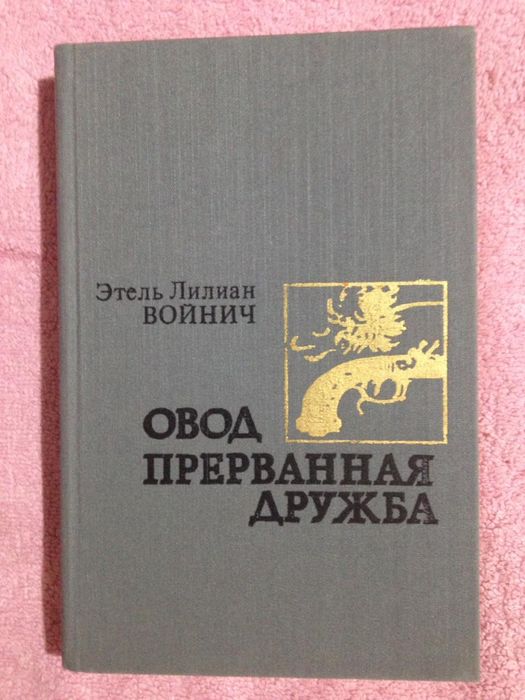 Этель Лилиан
ВОЙНИЧ
ОВОД
ПРЕРВАННАЯ
ДРУЖБА